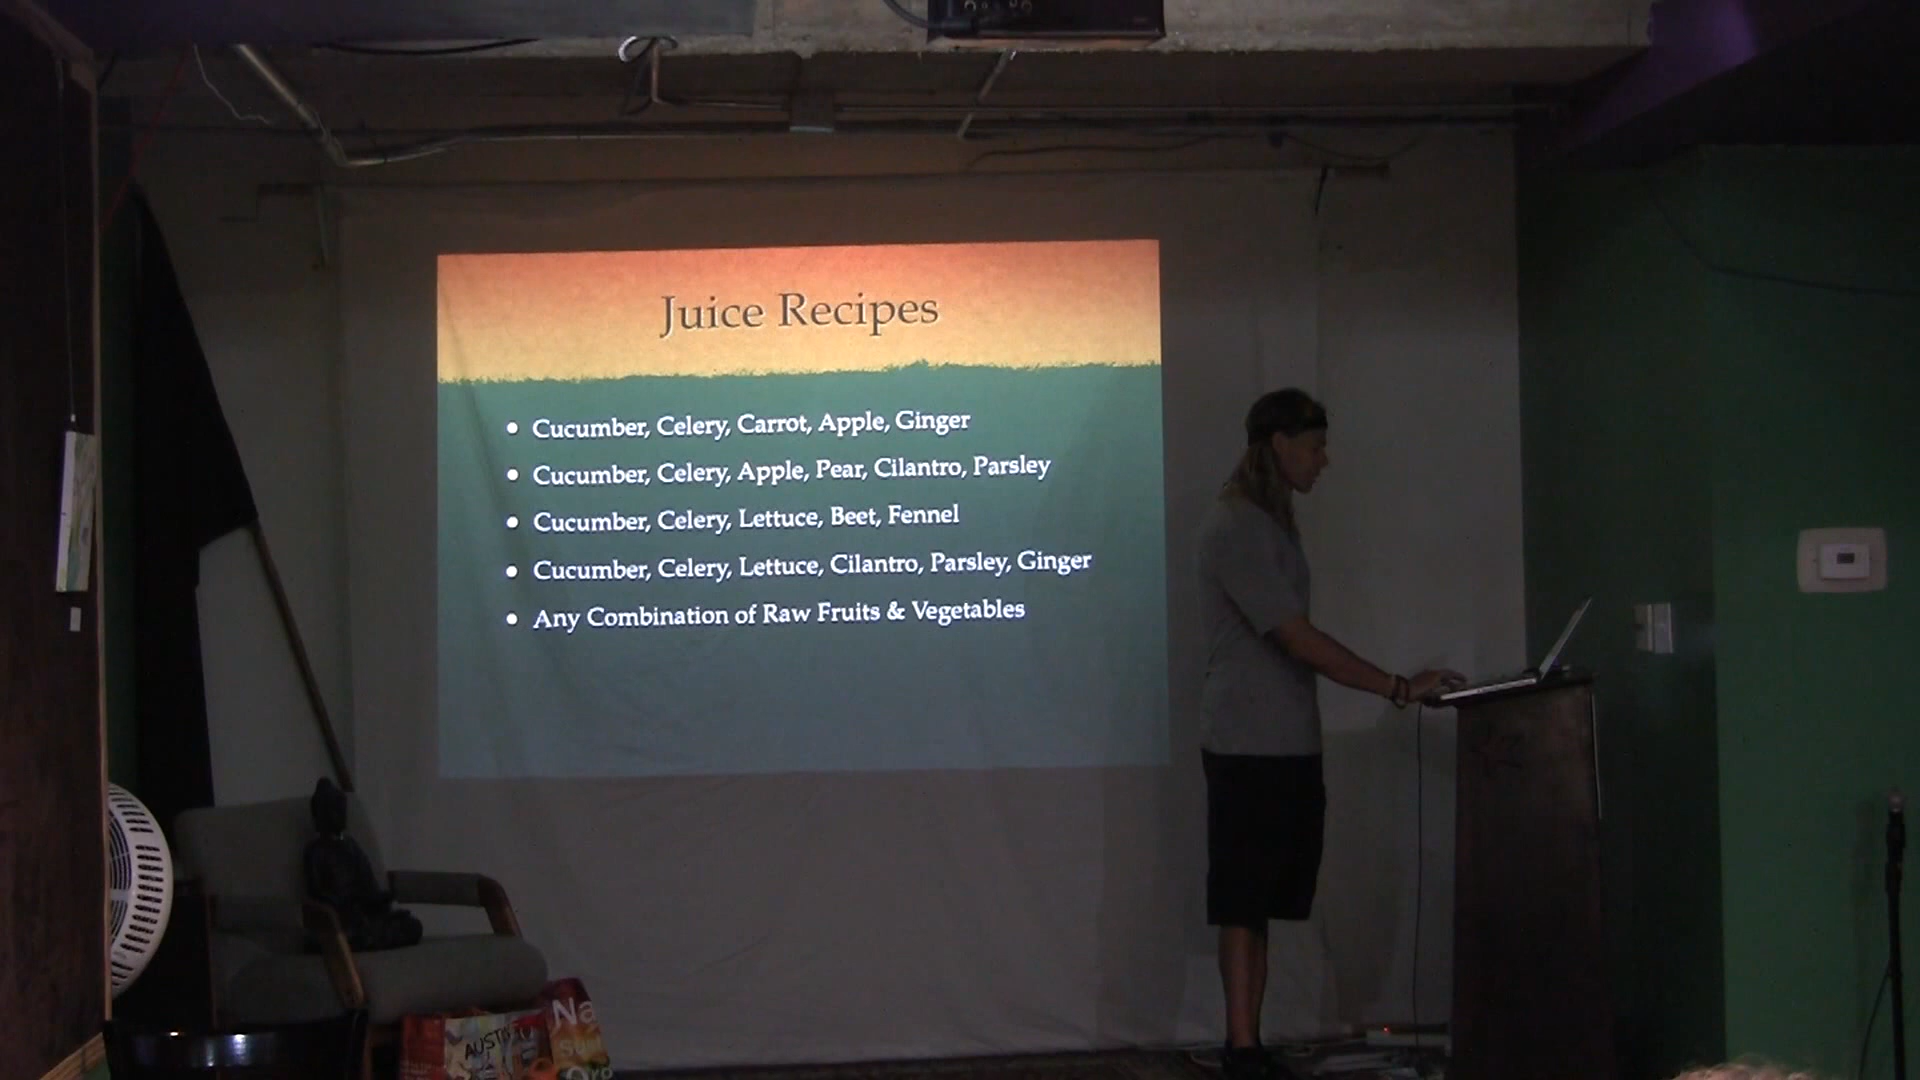 Juice Recipes
• Cucumber, Celery, Carrot, Apple, Ginger
• Cucumber, Celery, Apple, Pear, Cilantro, Parsley
• Cucumber, Celery, Lettuce, Beet, Fennel
• Cucumber, Celery, Lettuce, Cilantro, Parsley, Ginger
• Any Combination of Raw Fruits & Vegetables